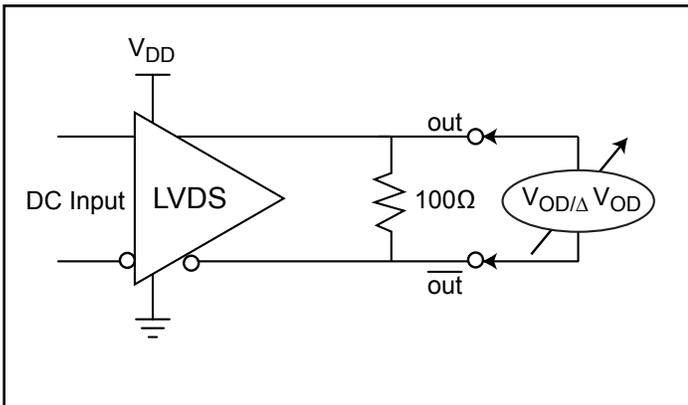 VDD
out
DC Input
LVDS
100Ω
VOD/Δ VOD
out